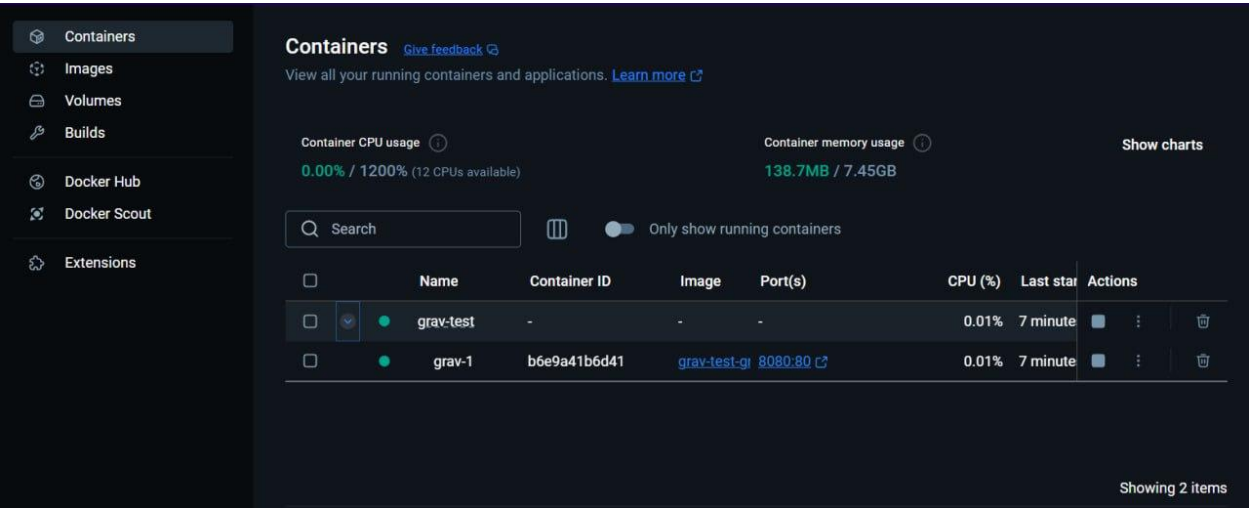 Containers
Images
Volumes
Builds
Docker Hub
Docker Scout
Extensions
Containers Give feedback
View all your running containers and applications. Learn more
Container CPU usage
0.00% / 1200% (12 CPUs available)
Container memory usage
138.7MB / 7.45GB
Show charts
Search
Only show running containers
Name Container ID Image Port(s) CPU (%) Last star Actions
grav-test - - - 0.01% 7 minute
grav-1 b6e9a41b6d41 grav-test-gr 8080:80 0.01% 7 minute
Showing 2 items